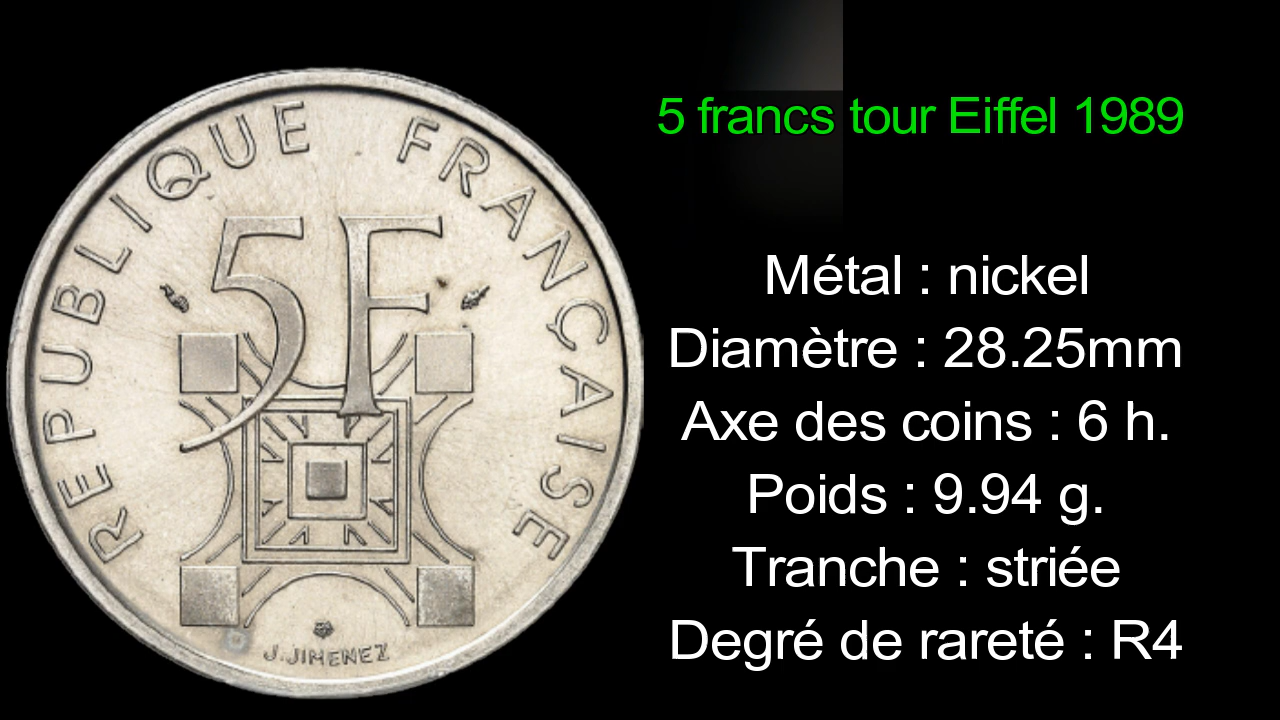 RÉPUBLIQUE FRANÇAISE
5F
J.JIMENEZ
5 francs tour Eiffel 1989
Métal : nickel
Diamètre : 28.25mm
Axe des coins : 6 h.
Poids : 9.94 g.
Tranche : striée
Degré de rareté : R4